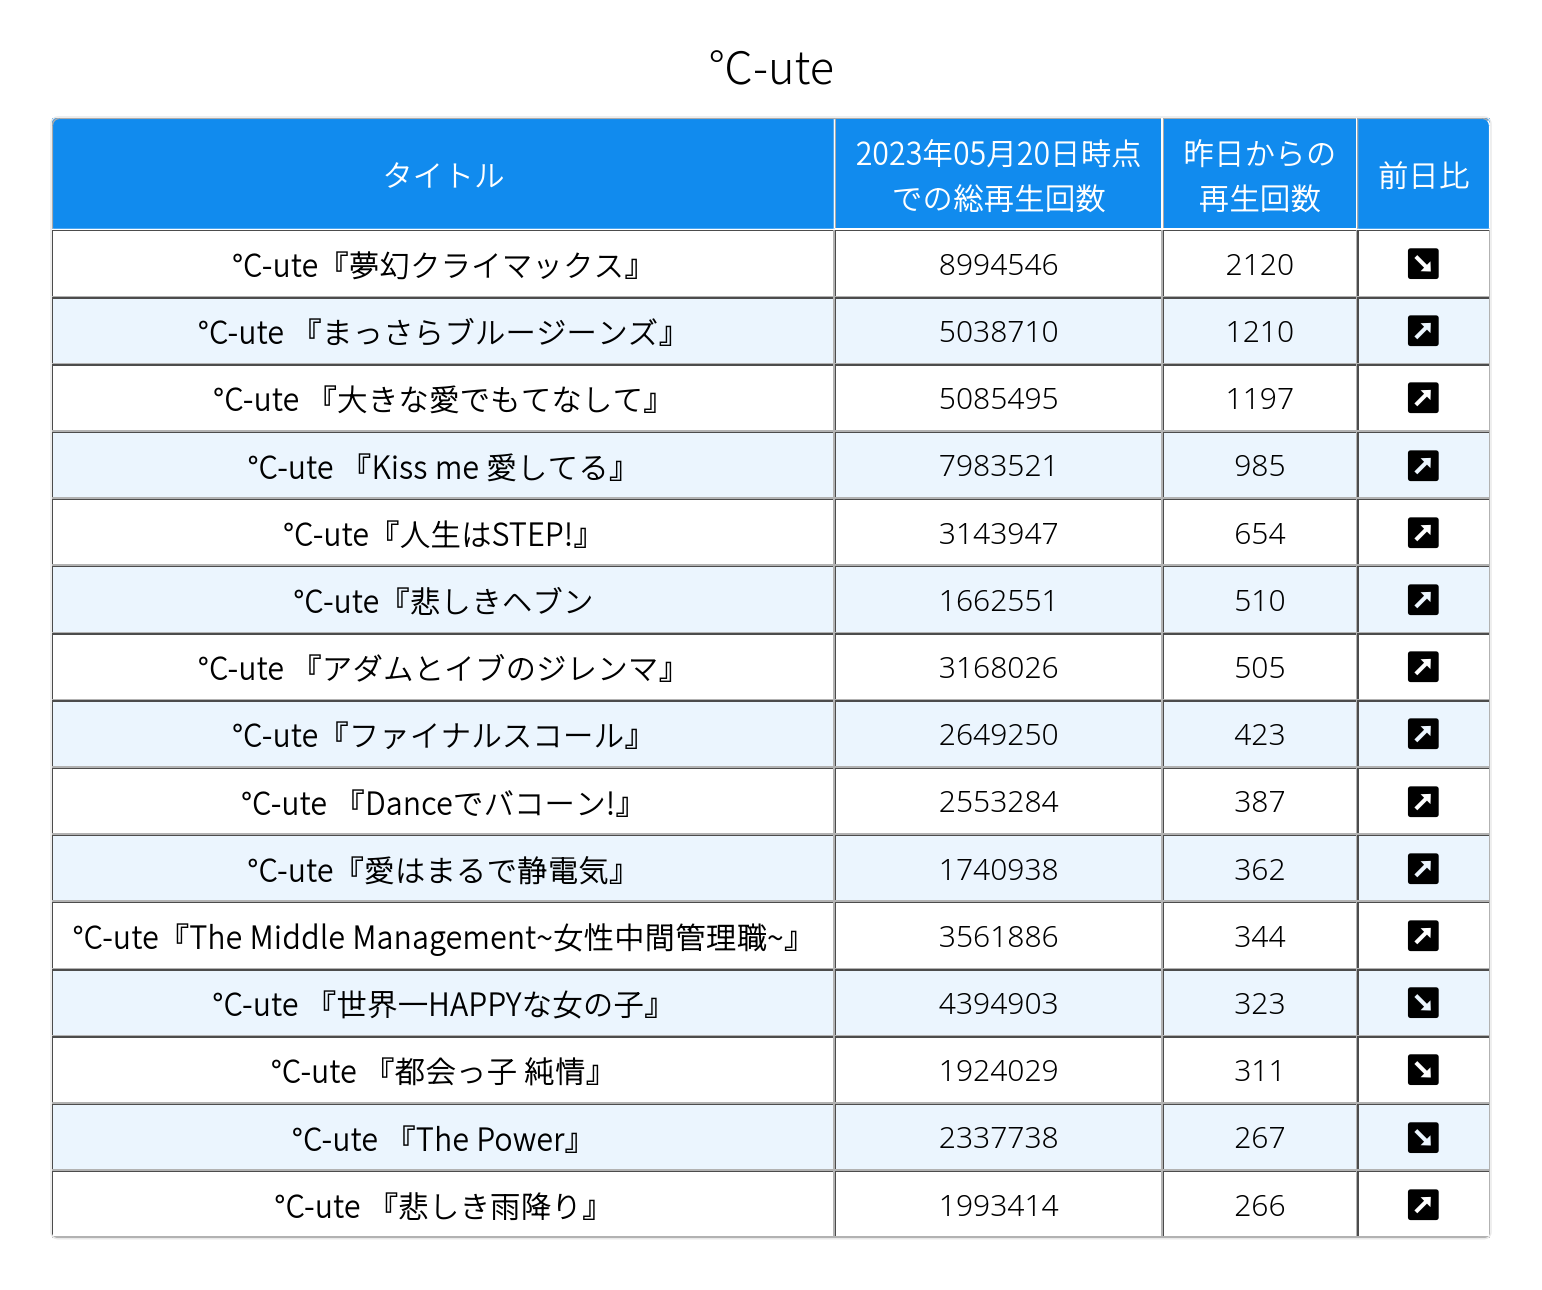 ℃-ute
タイトル
2023年05月20日時点
での総再生回数
昨日からの
再生回数
前日比
℃-ute『夢幻クライマックス』 8994546 2120
℃-ute 『まっさらブルージーンズ』 5038710 1210
℃-ute 『大きな愛でもてなして』 5085495 1197
℃-ute 『Kiss me 愛してる』 7983521 985
℃-ute『人生はSTEP!』 3143947 654
℃-ute『悲しきヘブン 1662551 510
℃-ute 『アダムとイブのジレンマ』 3168026 505
℃-ute『ファイナルスコール』 2649250 423
℃-ute 『Danceでバコーン!』 2553284 387
℃-ute『愛はまるで静電気』 1740938 362
℃-ute『The Middle Management~女性中間管理職~』 3561886 344
℃-ute 『世界一HAPPYな女の子』 4394903 323
℃-ute 『都会っ子 純情』 1924029 311
℃-ute 『The Power』 2337738 267
℃-ute 『悲しき雨降り』 1993414 266